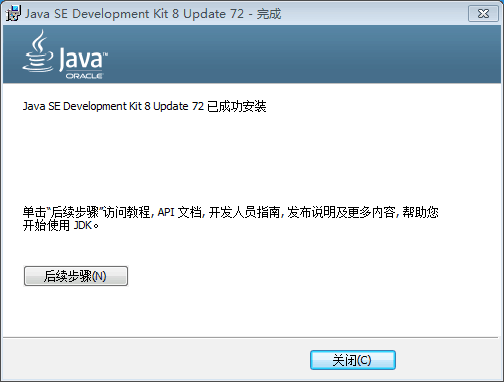 Java SE Development Kit 8 Update 72 - 完成
Java™
ORACLE
Java SE Development Kit 8 Update 72 已成功安装
单击“后续步骤”访问教程, API 文档, 开发人员指南, 发布说明及更多内容, 帮助您
开始使用 JDK。
后续步骤(N)
关闭(C)